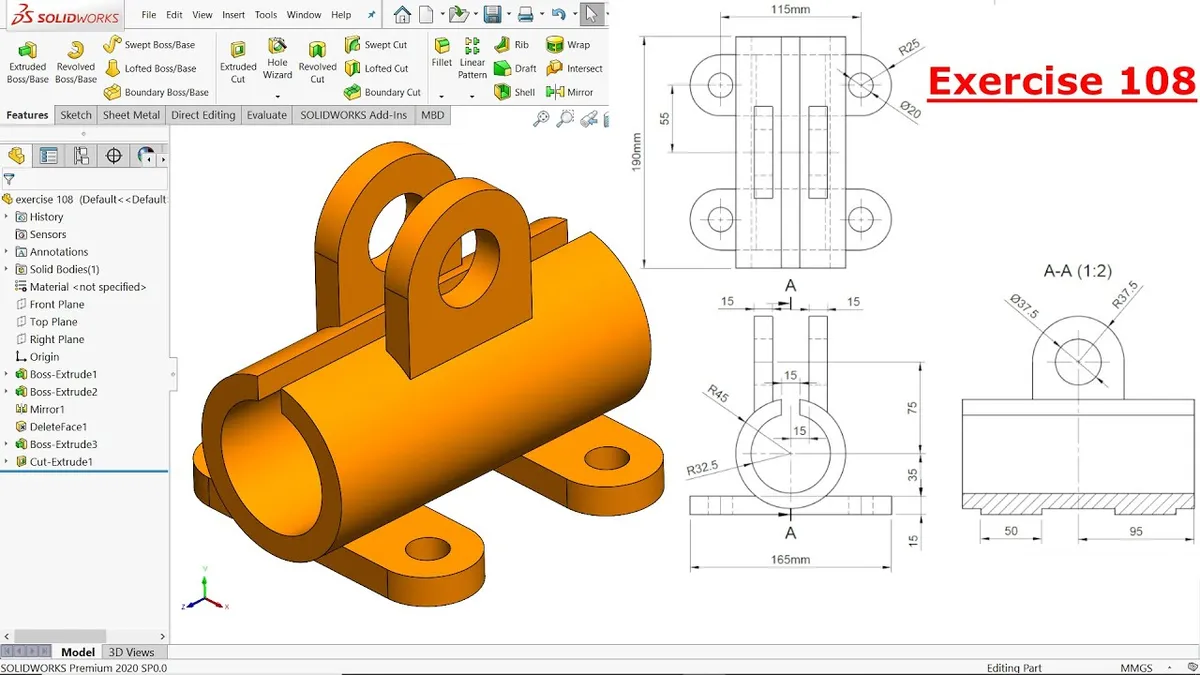 SOLIDWORKS
File Edit View Insert Tools Window Help
Extruded Boss/Base
Revolved Boss/Base
Swept Boss/Base
Lofted Boss/Base
Boundary Boss/Base
Extruded Cut
Hole Wizard
Revolved Cut
Swept Cut
Lofted Cut
Boundary Cut
Fillet
Linear Pattern
Rib
Draft
Shell
Wrap
Intersect
Mirror
Features Sketch Sheet Metal Direct Editing Evaluate SOLIDWORKS Add-Ins MBD
exercise 108 (Default<<Default
History
Sensors
Annotations
Solid Bodies(1)
Material <not specified>
Front Plane
Top Plane
Right Plane
Origin
Boss-Extrude1
Boss-Extrude2
Mirror1
DeleteFace1
Boss-Extrude3
Cut-Extrude1
Y
Z
X
Exercise 108
115mm
R25
Ø20
55
190mm
A
15
15
15
R45
15
R32.5
75
35
15
A
165mm
A-A (1:2)
Ø37.5
R37.5
50
95
Model 3D Views
SOLIDWORKS Premium 2020 SP0.0
Editing Part
MMGS